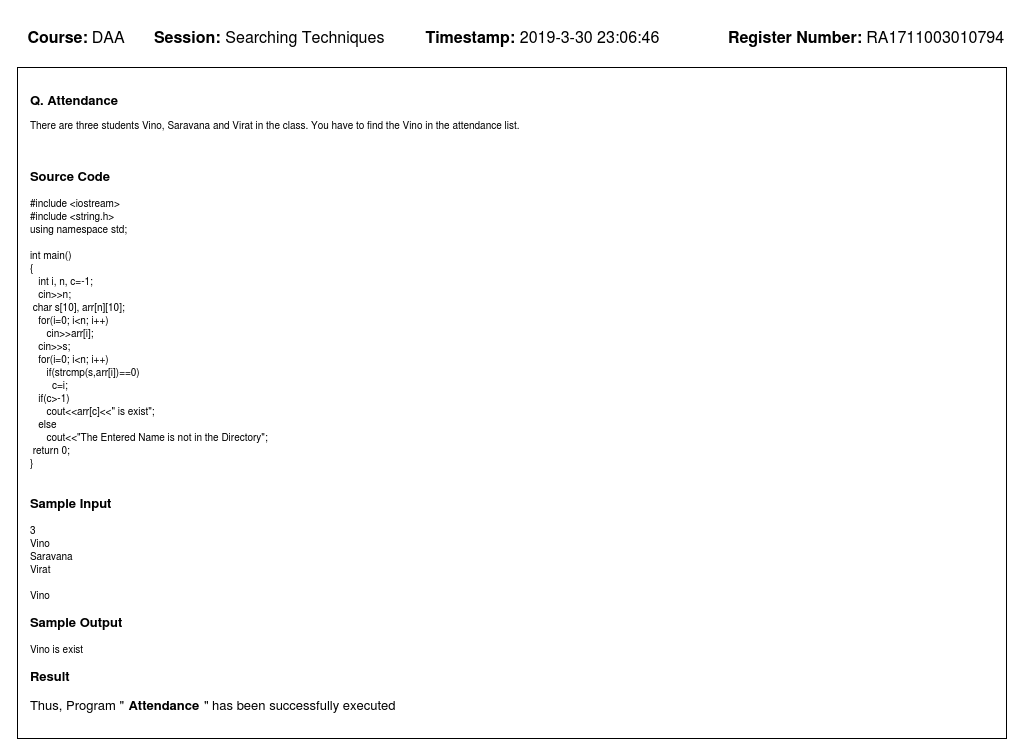 Course: DAA Session: Searching Techniques Timestamp: 2019-3-30 23:06:46 Register Number: RA1711003010794
Q. Attendance
There are three students Vino, Saravana and Virat in the class. You have to find the Vino in the attendance list.
Source Code
#include <iostream>
#include <string.h>
using namespace std;
int main()
{
int i, n, c=-1;
cin>>n;
char s[10], arr[n][10];
for(i=0; i<n; i++)
cin>>arr[i];
cin>>s;
for(i=0; i<n; i++)
if(strcmp(s,arr[i])==0)
c=i;
if(c>-1)
cout<<arr[c]<<" is exist";
else
cout<<"The Entered Name is not in the Directory";
return 0;
}
Sample Input
3
Vino
Saravana
Virat
Vino
Sample Output
Vino is exist
Result
Thus, Program " Attendance " has been successfully executed